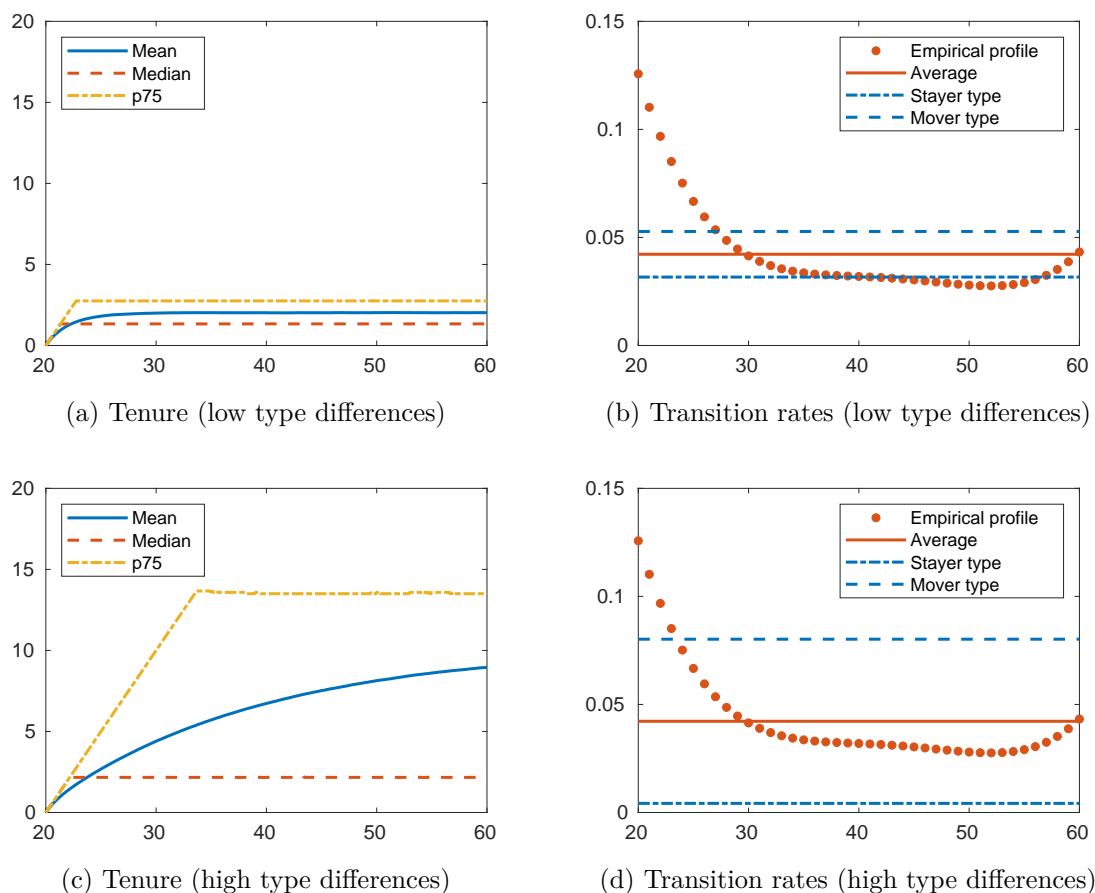 20
15
10
5
0
20 30 40 50 60
Mean
Median
p75
(a) Tenure (low type differences)
0.15
0.1
0.05
0
20 30 40 50 60
Empirical profile
Average
Stayer type
Mover type
(b) Transition rates (low type differences)
20
15
10
5
0
20 30 40 50 60
Mean
Median
p75
(c) Tenure (high type differences)
0.15
0.1
0.05
0
20 30 40 50 60
Empirical profile
Average
Stayer type
Mover type
(d) Transition rates (high type differences)